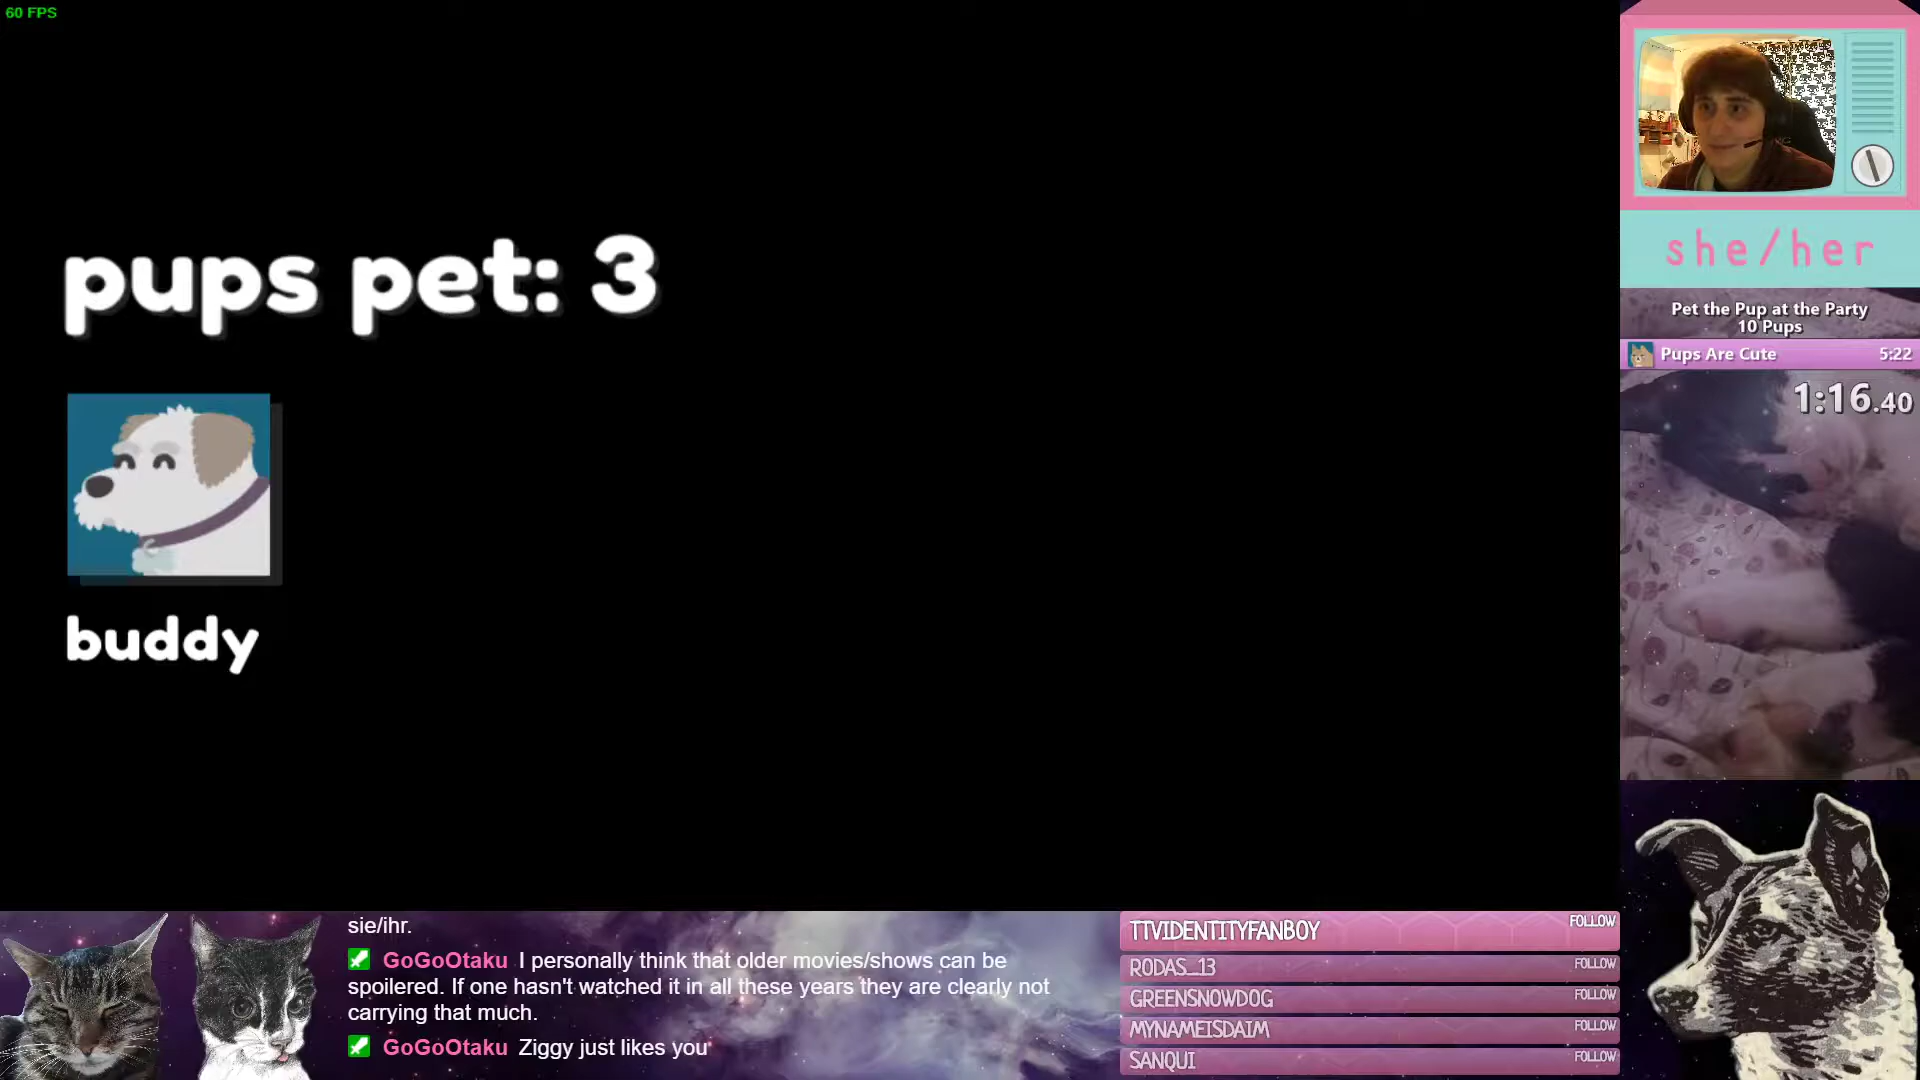 60 FPS
pups pet: 3
buddy
she/her
Pet the Pup at the Party
10 Pups
Pups Are Cute 5:22
1:16.40
sie/ihr.
GoGoOtaku I personally think that older movies/shows can be
spoilered. If one hasn't watched it in all these years they are clearly not
carrying that much.
GoGoOtaku Ziggy just likes you
TTVIDENTITYFANBOY FOLLOW
RODAS_13 FOLLOW
GREENSNOWDOG FOLLOW
MYNAMEISDAIM FOLLOW
SANQUI FOLLOW